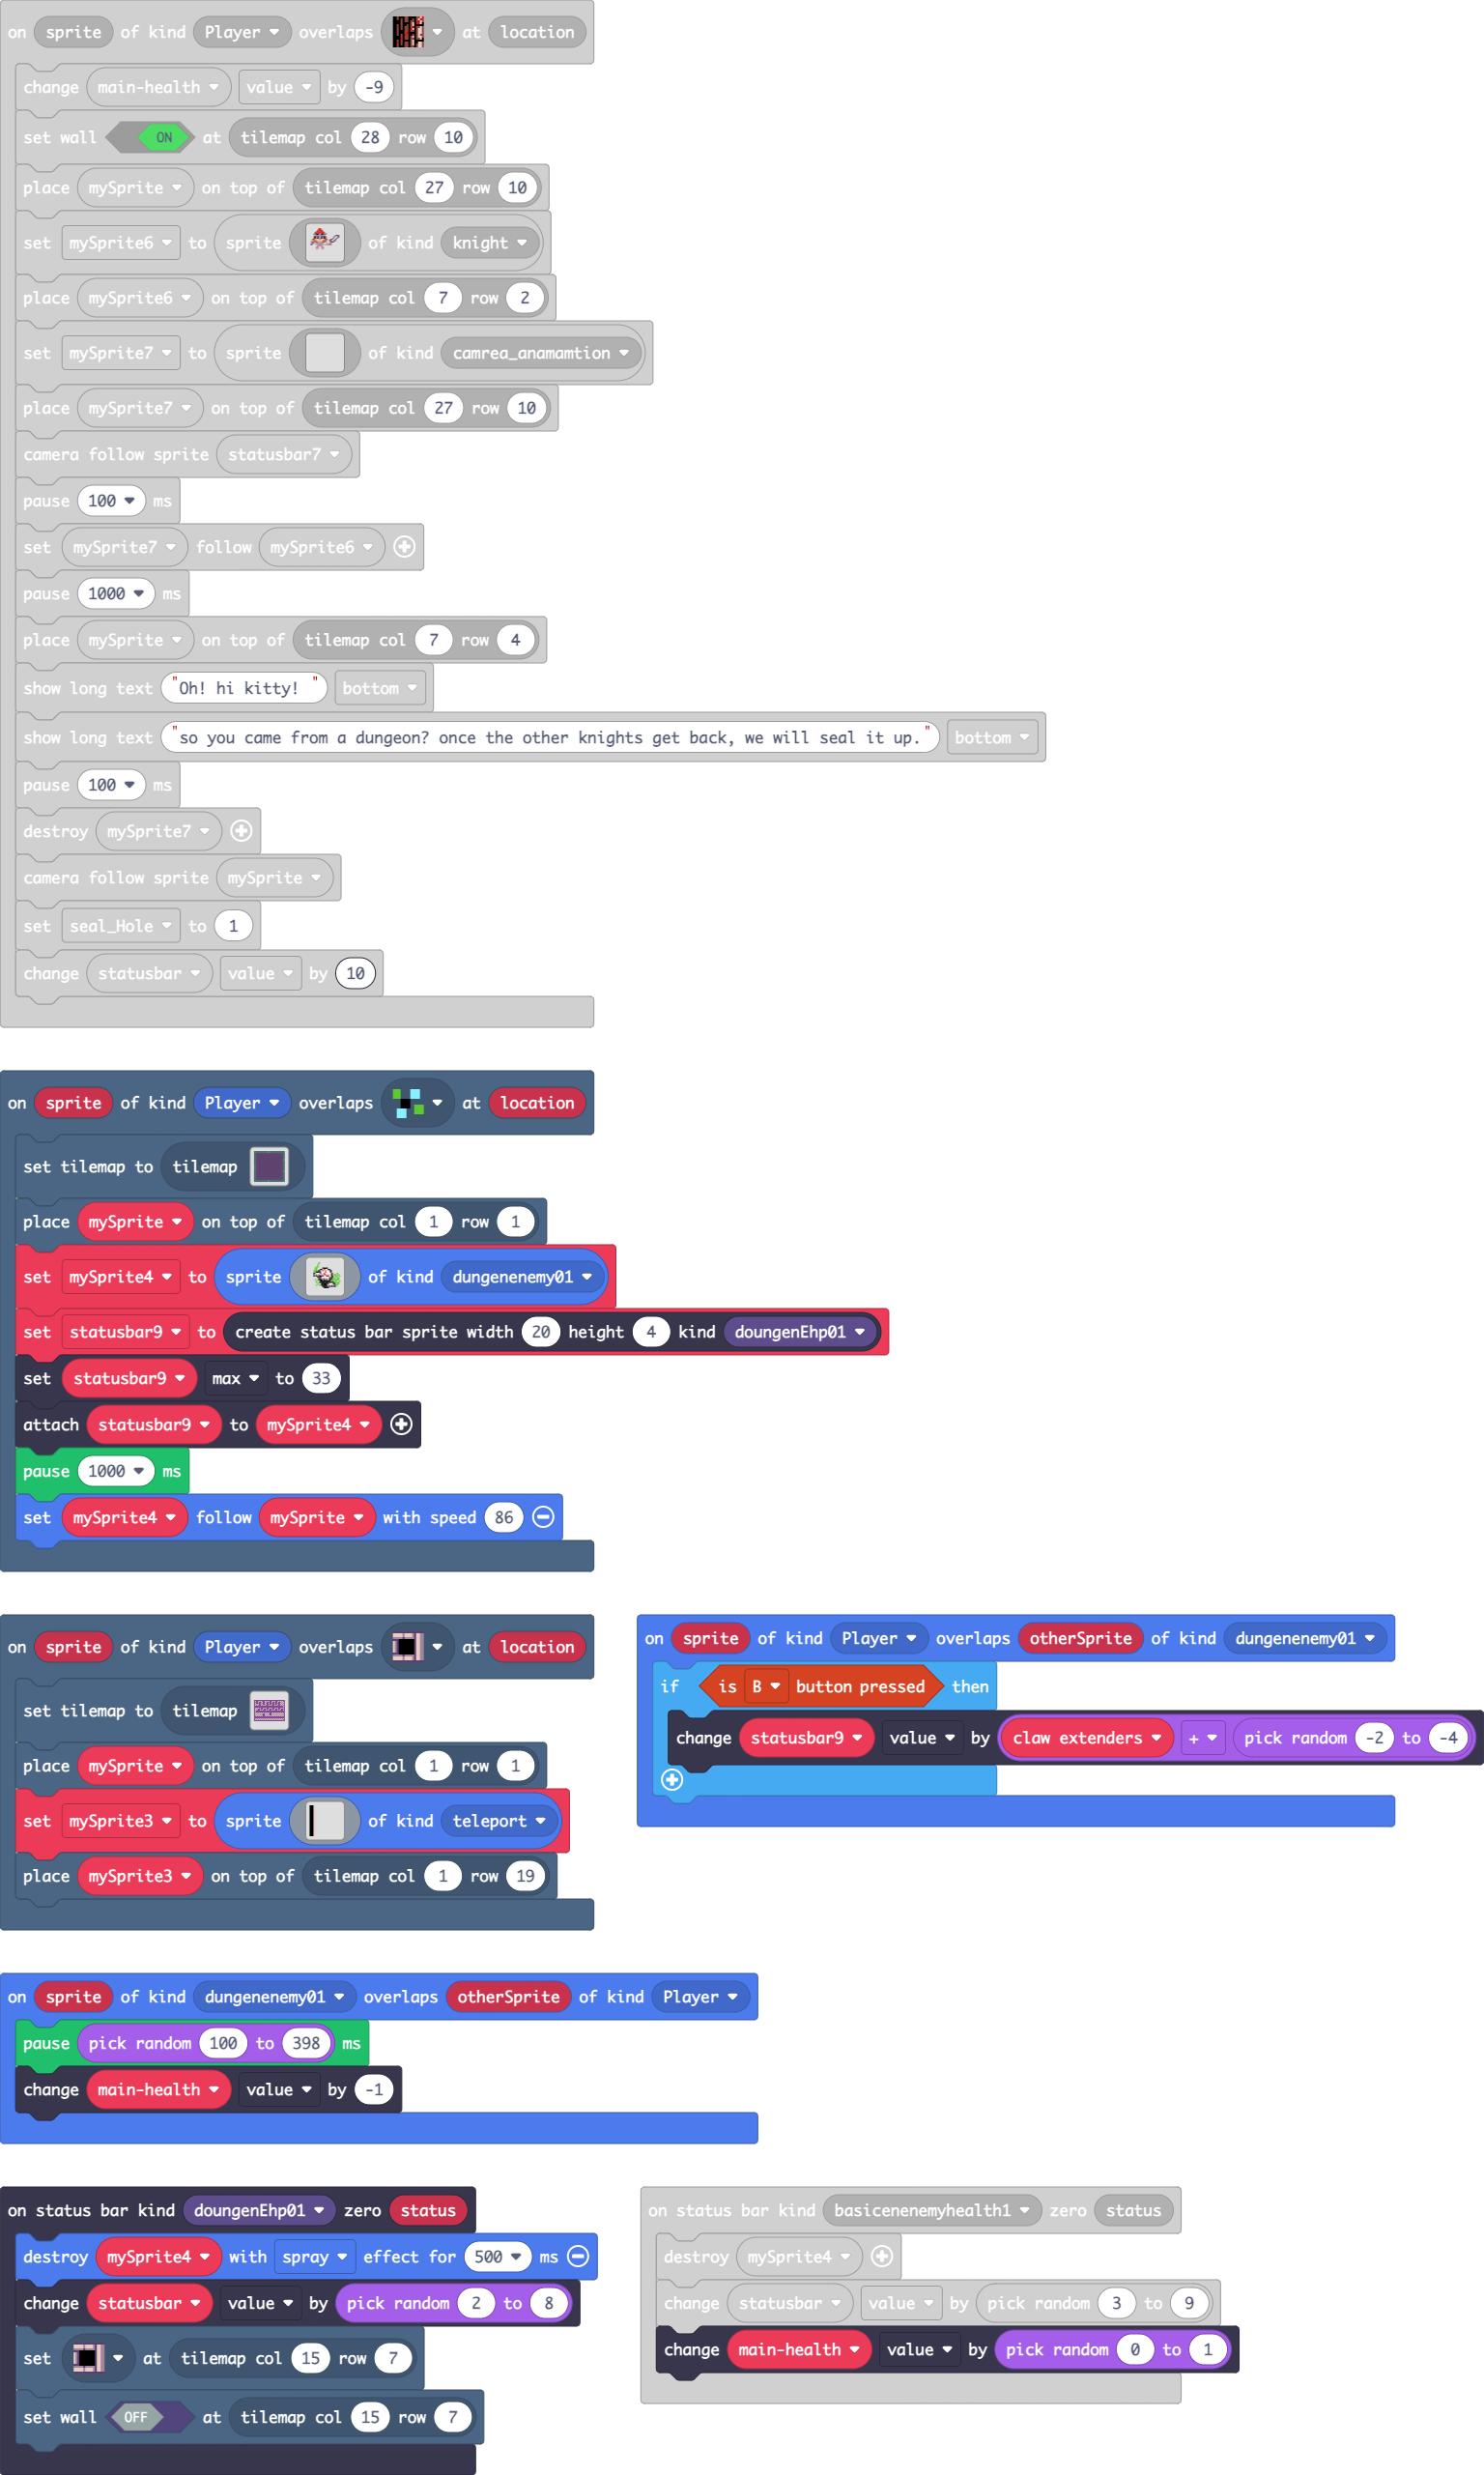 on sprite of kind Player overlaps at location
change main-health value by -9
set wall ON at tilemap col 28 row 10
place mySprite on top of tilemap col 27 row 10
set mySprite6 to sprite of kind knight
place mySprite6 on top of tilemap col 7 row 2
set mySprite7 to sprite of kind camrea_anamamtion
place mySprite7 on top of tilemap col 27 row 10
camera follow sprite statusbar7
pause 100 ms
set mySprite7 follow mySprite6
pause 1000 ms
place mySprite on top of tilemap col 7 row 4
show long text "Oh! hi kitty! " bottom
show long text "so you came from a dungeon? once the other knights get back, we will seal it up." bottom
pause 100 ms
destroy mySprite7
camera follow sprite mySprite
set seal_Hole to 1
change statusbar value by 10
on sprite of kind Player overlaps at location
set tilemap to tilemap
place mySprite on top of tilemap col 1 row 1
set mySprite4 to sprite of kind dungenenemy01
set statusbar9 to create status bar sprite width 20 height 4 kind doungenEhp01
set statusbar9 max to 33
attach statusbar9 to mySprite4
pause 1000 ms
set mySprite4 follow mySprite with speed 86
on sprite of kind Player overlaps at location
set tilemap to tilemap
place mySprite on top of tilemap col 1 row 1
set mySprite3 to sprite of kind teleport
place mySprite3 on top of tilemap col 1 row 19
on sprite of kind Player overlaps otherSprite of kind dungenenemy01
if is B button pressed then
change statusbar9 value by claw extenders + pick random -2 to -4
on sprite of kind dungenenemy01 overlaps otherSprite of kind Player
pause pick random 100 to 398 ms
change main-health value by -1
on status bar kind doungenEhp01 zero status
destroy mySprite4 with spray effect for 500 ms
change statusbar value by pick random 2 to 8
set at tilemap col 15 row 7
set wall OFF at tilemap col 15 row 7
on status bar kind basicenenemyhealth1 zero status
destroy mySprite4
change statusbar value by pick random 3 to 9
change main-health value by pick random 0 to 1